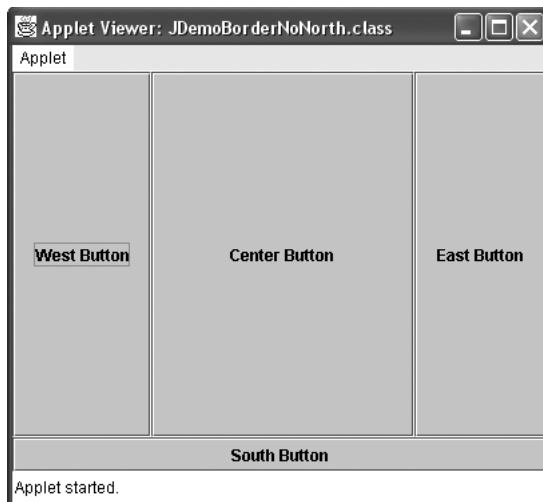 Applet Viewer: JDemoBorderNoNorth.class
Applet
West Button
Center Button
East Button
South Button
Applet started.